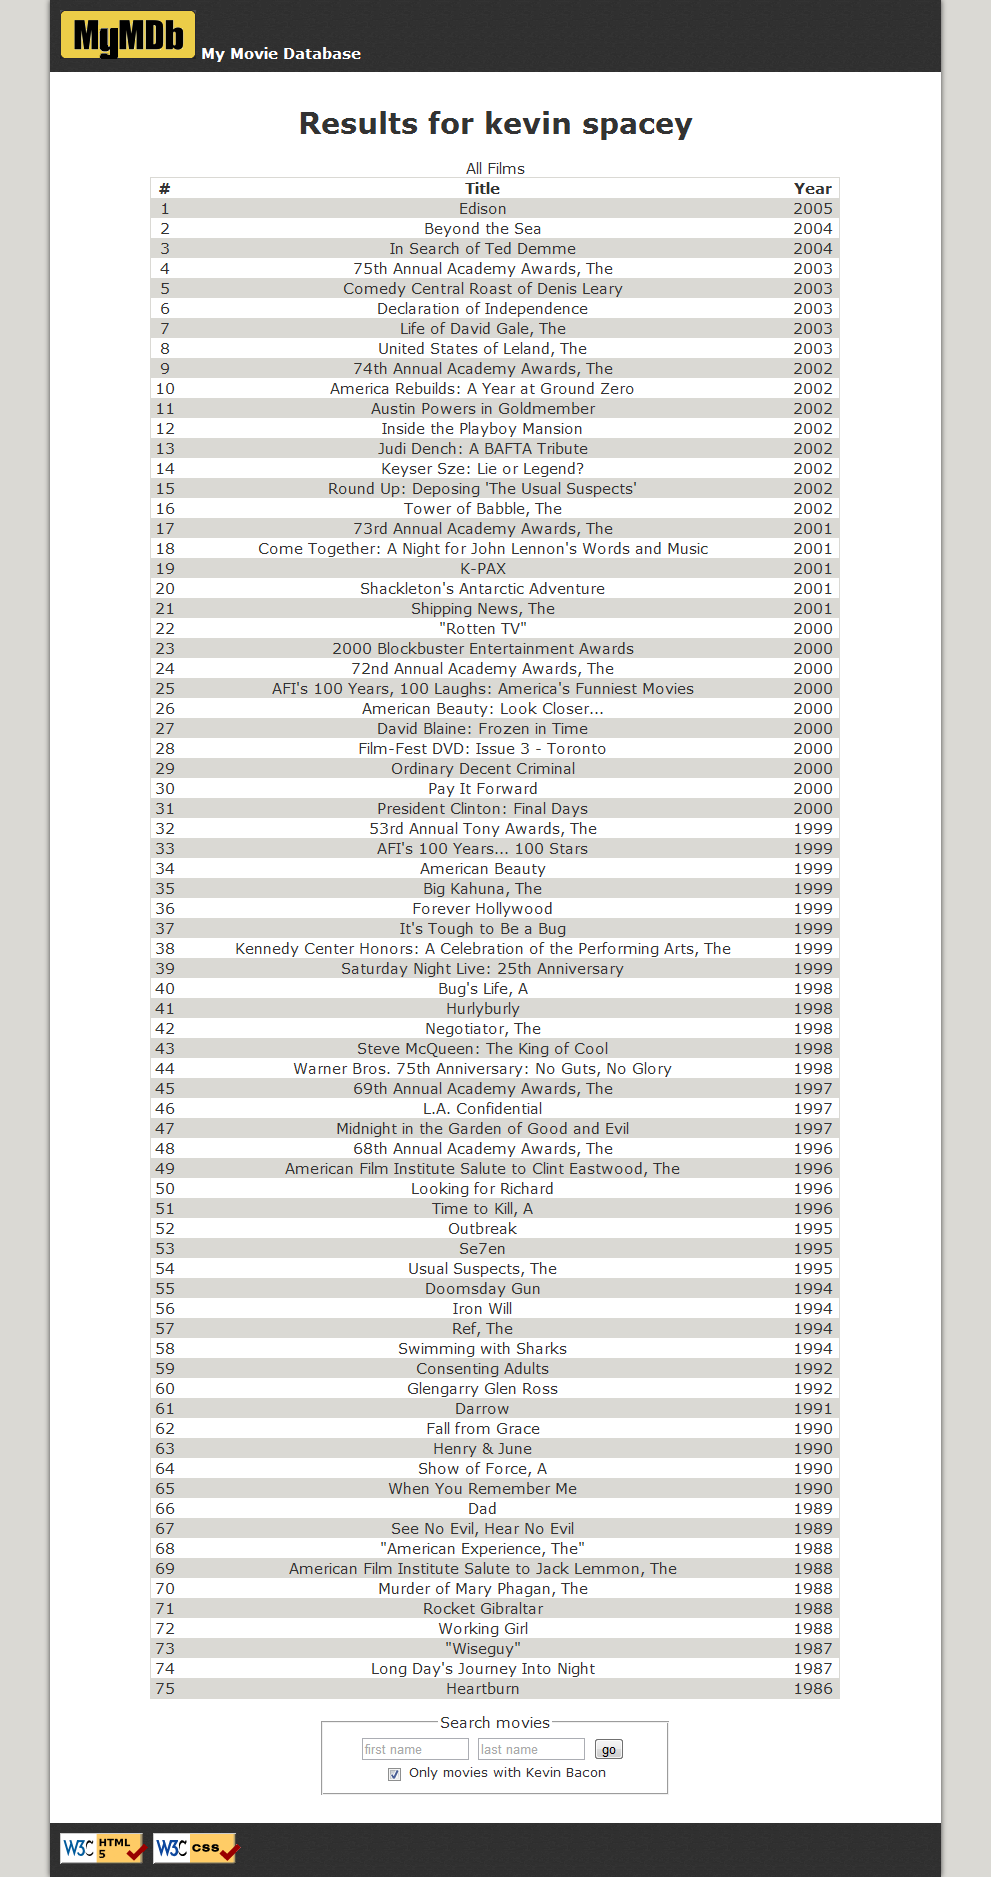 MyMDb My Movie Database
Results for kevin spacey
All Films
# Title Year
1 Edison 2005
2 Beyond the Sea 2004
3 In Search of Ted Demme 2004
4 75th Annual Academy Awards, The 2003
5 Comedy Central Roast of Denis Leary 2003
6 Declaration of Independence 2003
7 Life of David Gale, The 2003
8 United States of Leland, The 2003
9 74th Annual Academy Awards, The 2002
10 America Rebuilds: A Year at Ground Zero 2002
11 Austin Powers in Goldmember 2002
12 Inside the Playboy Mansion 2002
13 Judi Dench: A BAFTA Tribute 2002
14 Keyser Sze: Lie or Legend? 2002
15 Round Up: Deposing 'The Usual Suspects' 2002
16 Tower of Babble, The 2002
17 73rd Annual Academy Awards, The 2001
18 Come Together: A Night for John Lennon's Words and Music 2001
19 K-PAX 2001
20 Shackleton's Antarctic Adventure 2001
21 Shipping News, The 2001
22 "Rotten TV" 2000
23 2000 Blockbuster Entertainment Awards 2000
24 72nd Annual Academy Awards, The 2000
25 AFI's 100 Years, 100 Laughs: America's Funniest Movies 2000
26 American Beauty: Look Closer... 2000
27 David Blaine: Frozen in Time 2000
28 Film-Fest DVD: Issue 3 - Toronto 2000
29 Ordinary Decent Criminal 2000
30 Pay It Forward 2000
31 President Clinton: Final Days 2000
32 53rd Annual Tony Awards, The 1999
33 AFI's 100 Years... 100 Stars 1999
34 American Beauty 1999
35 Big Kahuna, The 1999
36 Forever Hollywood 1999
37 It's Tough to Be a Bug 1999
38 Kennedy Center Honors: A Celebration of the Performing Arts, The 1999
39 Saturday Night Live: 25th Anniversary 1999
40 Bug's Life, A 1998
41 Hurlyburly 1998
42 Negotiator, The 1998
43 Steve McQueen: The King of Cool 1998
44 Warner Bros. 75th Anniversary: No Guts, No Glory 1998
45 69th Annual Academy Awards, The 1997
46 L.A. Confidential 1997
47 Midnight in the Garden of Good and Evil 1997
48 68th Annual Academy Awards, The 1996
49 American Film Institute Salute to Clint Eastwood, The 1996
50 Looking for Richard 1996
51 Time to Kill, A 1996
52 Outbreak 1995
53 Se7en 1995
54 Usual Suspects, The 1995
55 Doomsday Gun 1994
56 Iron Will 1994
57 Ref, The 1994
58 Swimming with Sharks 1994
59 Consenting Adults 1992
60 Glengarry Glen Ross 1992
61 Darrow 1991
62 Fall from Grace 1990
63 Henry & June 1990
64 Show of Force, A 1990
65 When You Remember Me 1990
66 Dad 1989
67 See No Evil, Hear No Evil 1989
68 "American Experience, The" 1988
69 American Film Institute Salute to Jack Lemmon, The 1988
70 Murder of Mary Phagan, The 1988
71 Rocket Gibraltar 1988
72 Working Girl 1988
73 "Wiseguy" 1987
74 Long Day's Journey Into Night 1987
75 Heartburn 1986
Search movies
first name last name go
Only movies with Kevin Bacon
W3C HTML 5 W3C CSS